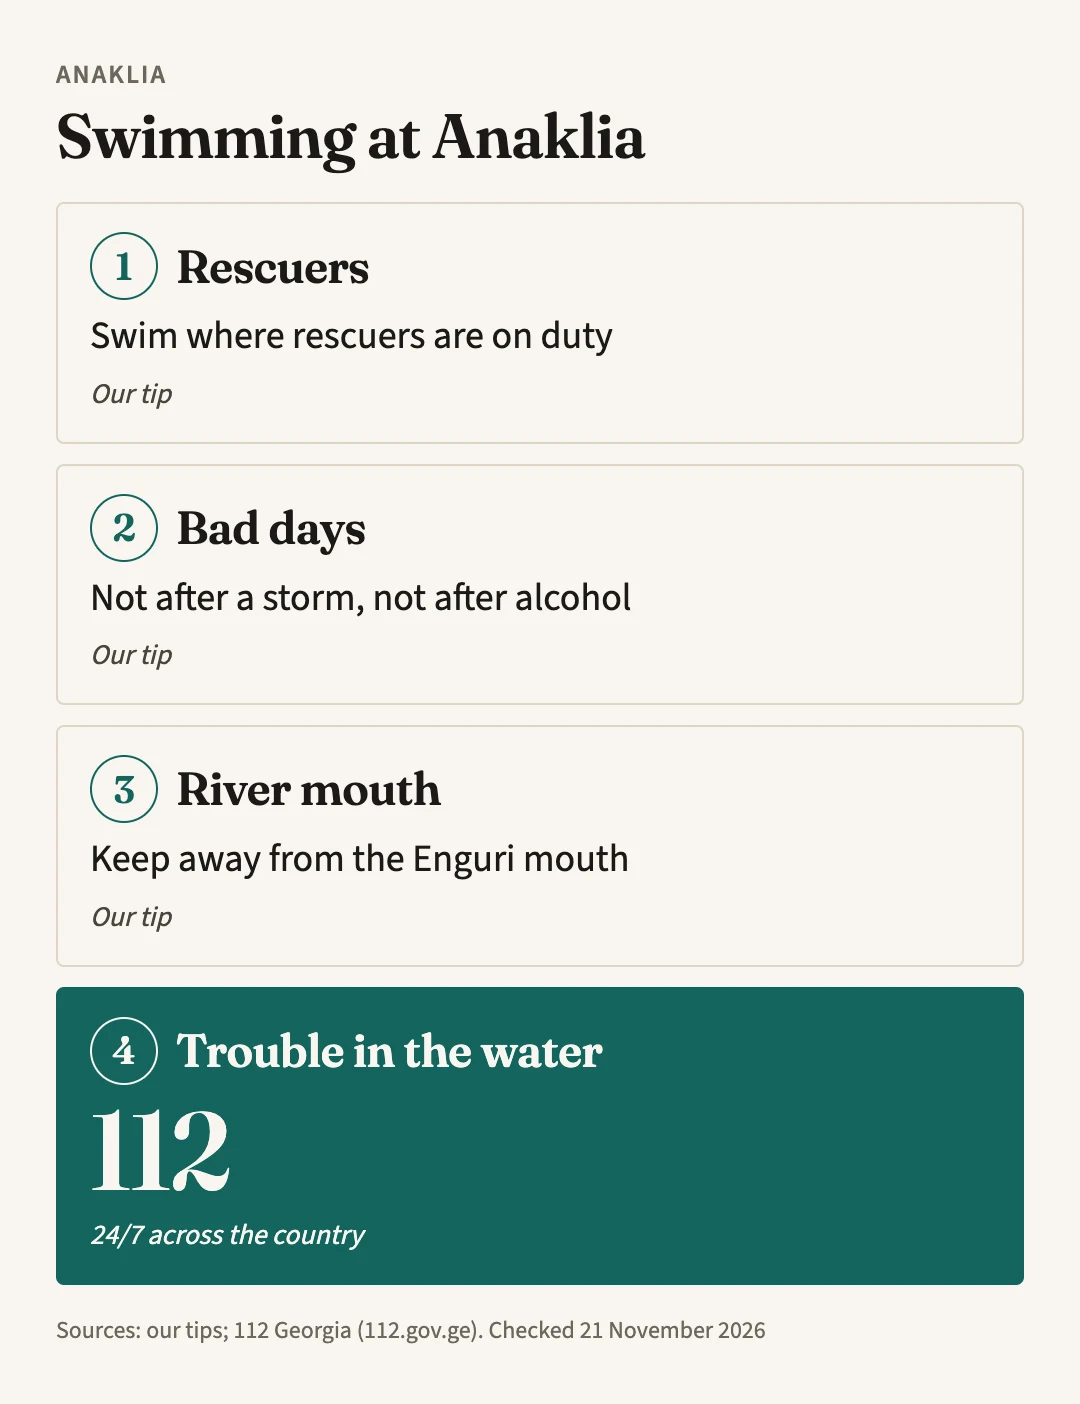 ANAKLIA
Swimming at Anaklia
1 Rescuers
Swim where rescuers are on duty
Our tip
2 Bad days
Not after a storm, not after alcohol
Our tip
3 River mouth
Keep away from the Enguri mouth
Our tip
4 Trouble in the water
112
24/7 across the country
Sources: our tips; 112 Georgia (112.gov.ge). Checked 21 November 2026